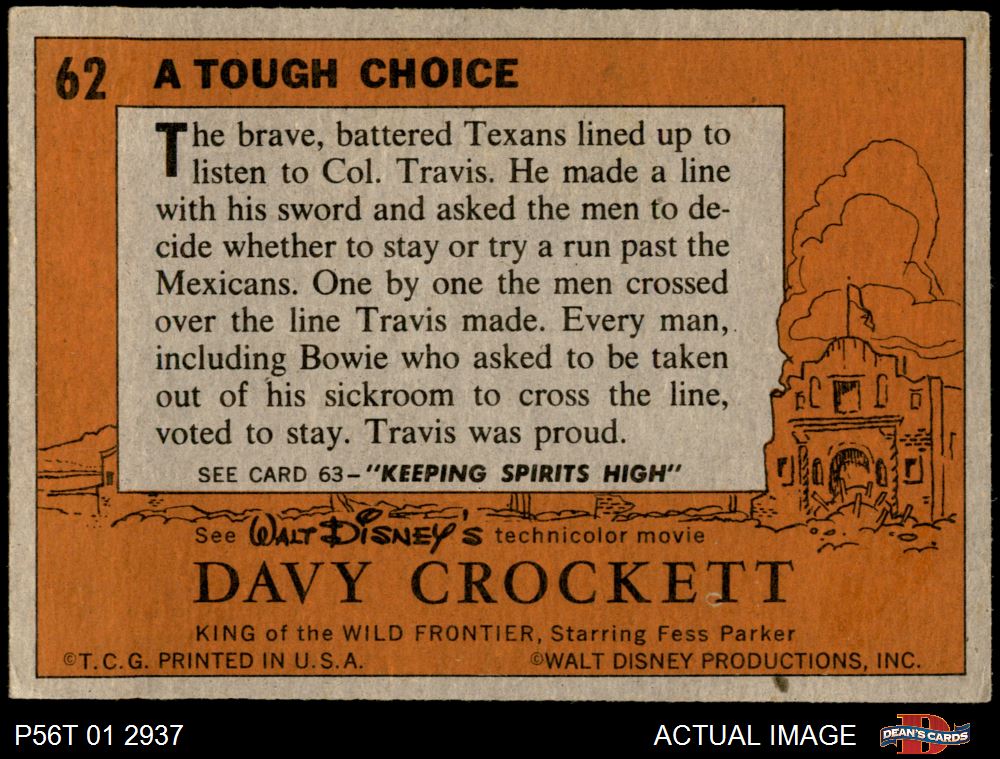 62 A TOUGH CHOICE
The brave, battered Texans lined up to
listen to Col. Travis. He made a line
with his sword and asked the men to de-
cide whether to stay or try a run past the
Mexicans. One by one the men crossed
over the line Travis made. Every man,
including Bowie who asked to be taken
out of his sickroom to cross the line,
voted to stay. Travis was proud.
SEE CARD 63-"KEEPING SPIRITS HIGH"
See WALT DISNEY'S technicolor movie
DAVY CROCKETT
KING of the WILD FRONTIER, Starring Fess Parker
©T.C.G. PRINTED IN U.S.A. ©WALT DISNEY PRODUCTIONS, INC.
P56T 01 2937 ACTUAL IMAGE DEAN'S CARDS